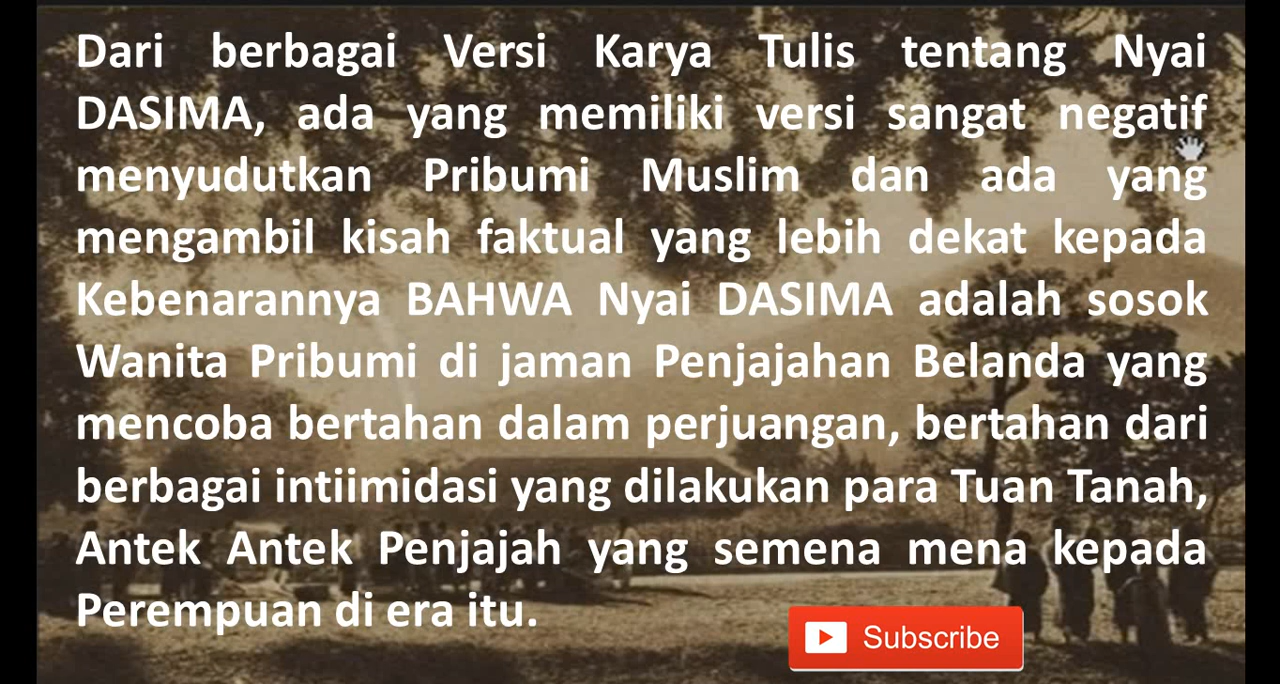 Dari berbagai Versi Karya Tulis tentang Nyai
DASIMA, ada yang memiliki versi sangat negatif
menyudutkan Pribumi Muslim dan ada yang
mengambil kisah faktual yang lebih dekat kepada
Kebenarannya BAHWA Nyai DASIMA adalah sosok
Wanita Pribumi di jaman Penjajahan Belanda yang
mencoba bertahan dalam perjuangan, bertahan dari
berbagai intiimidasi yang dilakukan para Tuan Tanah,
Antek Antek Penjajah yang semena mena kepada
Perempuan di era itu.
Subscribe